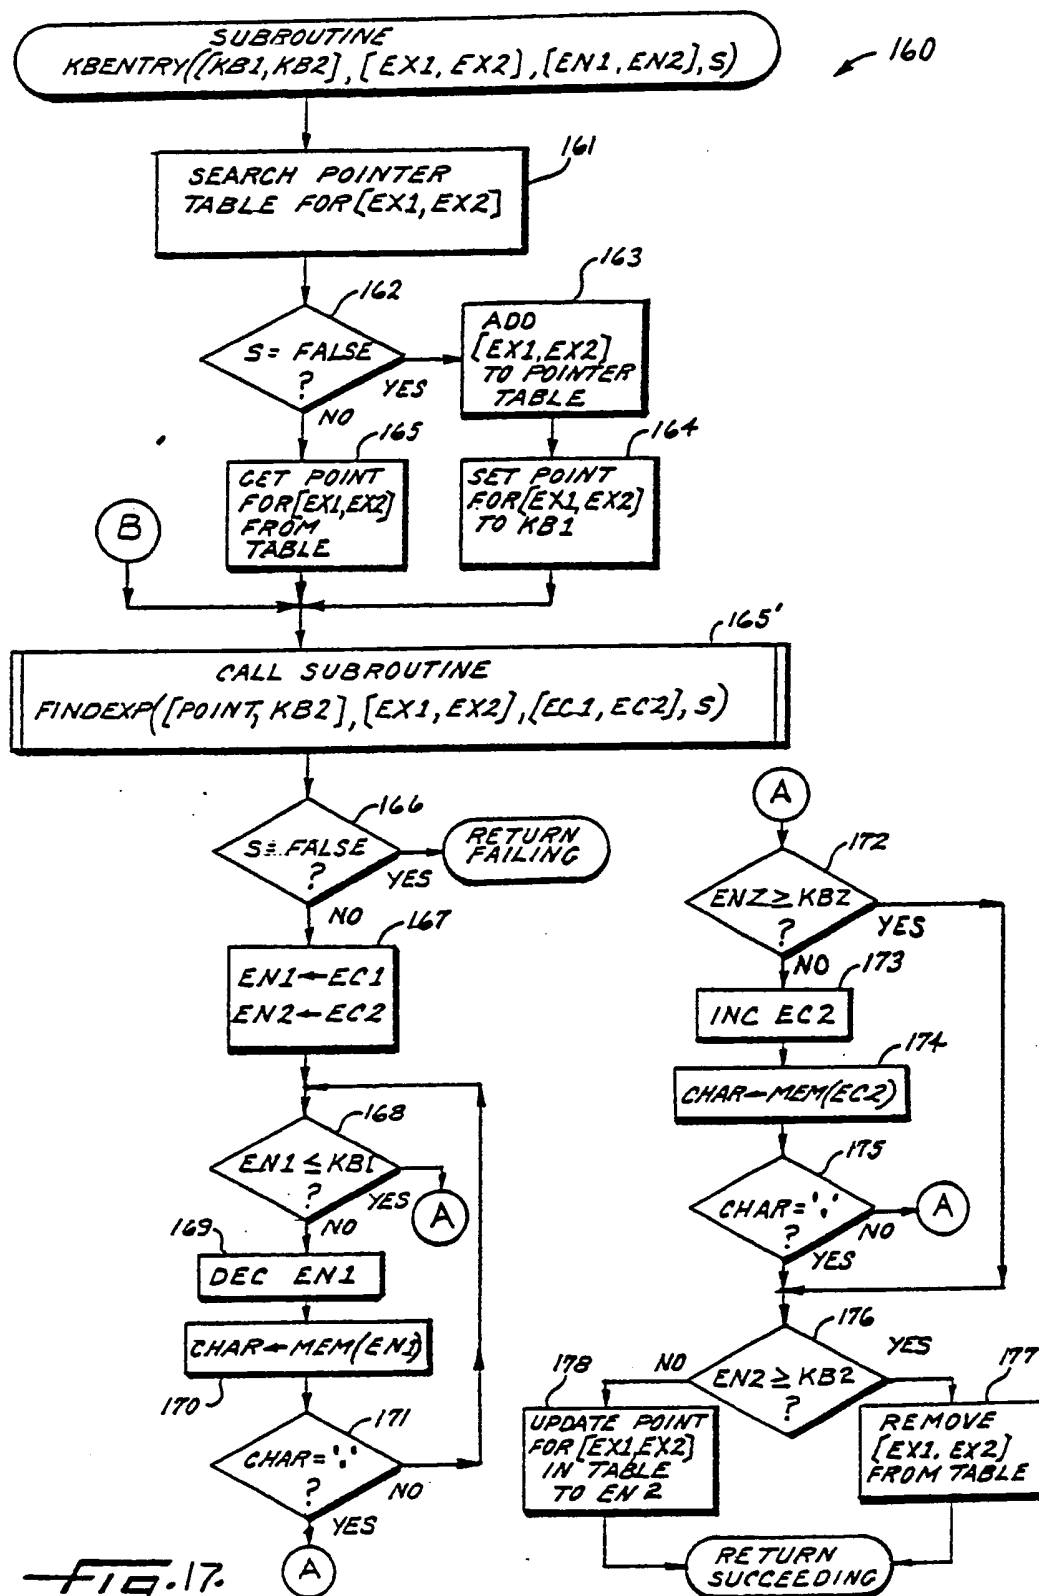 SUBROUTINE
KBENTRY([KB1,KB2],[EX1,EX2],[EN1,EN2],S)
160
161
SEARCH POINTER
TABLE FOR [EX1,EX2]
162
S= FALSE
?
YES
NO
163
ADD
[EX1,EX2]
TO POINTER
TABLE
164
SET POINT
FOR [EX1,EX2]
TO KB1
165
GET POINT
FOR [EX1,EX2]
FROM
TABLE
B
165'
CALL SUBROUTINE
FINDEXP([POINT,KB2],[EX1,EX2],[EC1,EC2],S)
166
S= FALSE
?
YES
NO
RETURN
FAILING
167
EN1←EC1
EN2←EC2
168
EN1 ≤ KB1
?
YES
NO
A
169
DEC EN1
CHAR←MEM(EN1)
170
171
CHAR=';'
?
NO
YES
A
A
172
EN2 ≥ KB2
?
YES
NO
173
INC EC2
174
CHAR←MEM(EC2)
175
CHAR=';'
?
NO
YES
A
176
EN2 ≥ KB2
?
NO
YES
178
UPDATE POINT
FOR [EX1,EX2]
IN TABLE
TO EN2
177
REMOVE
[EX1,EX2]
FROM TABLE
RETURN
SUCCEEDING
FIG.17.